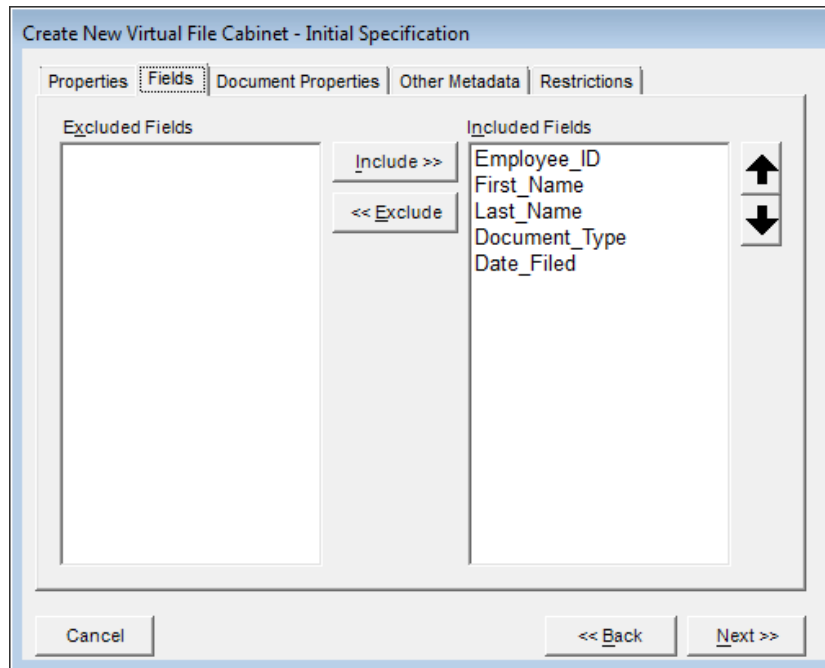 Create New Virtual File Cabinet - Initial Specification
Properties Fields Document Properties Other Metadata Restrictions
Excluded Fields
Included Fields
Include >>
<< Exclude
Employee_ID
First_Name
Last_Name
Document_Type
Date_Filed
Cancel
<< Back
Next >>